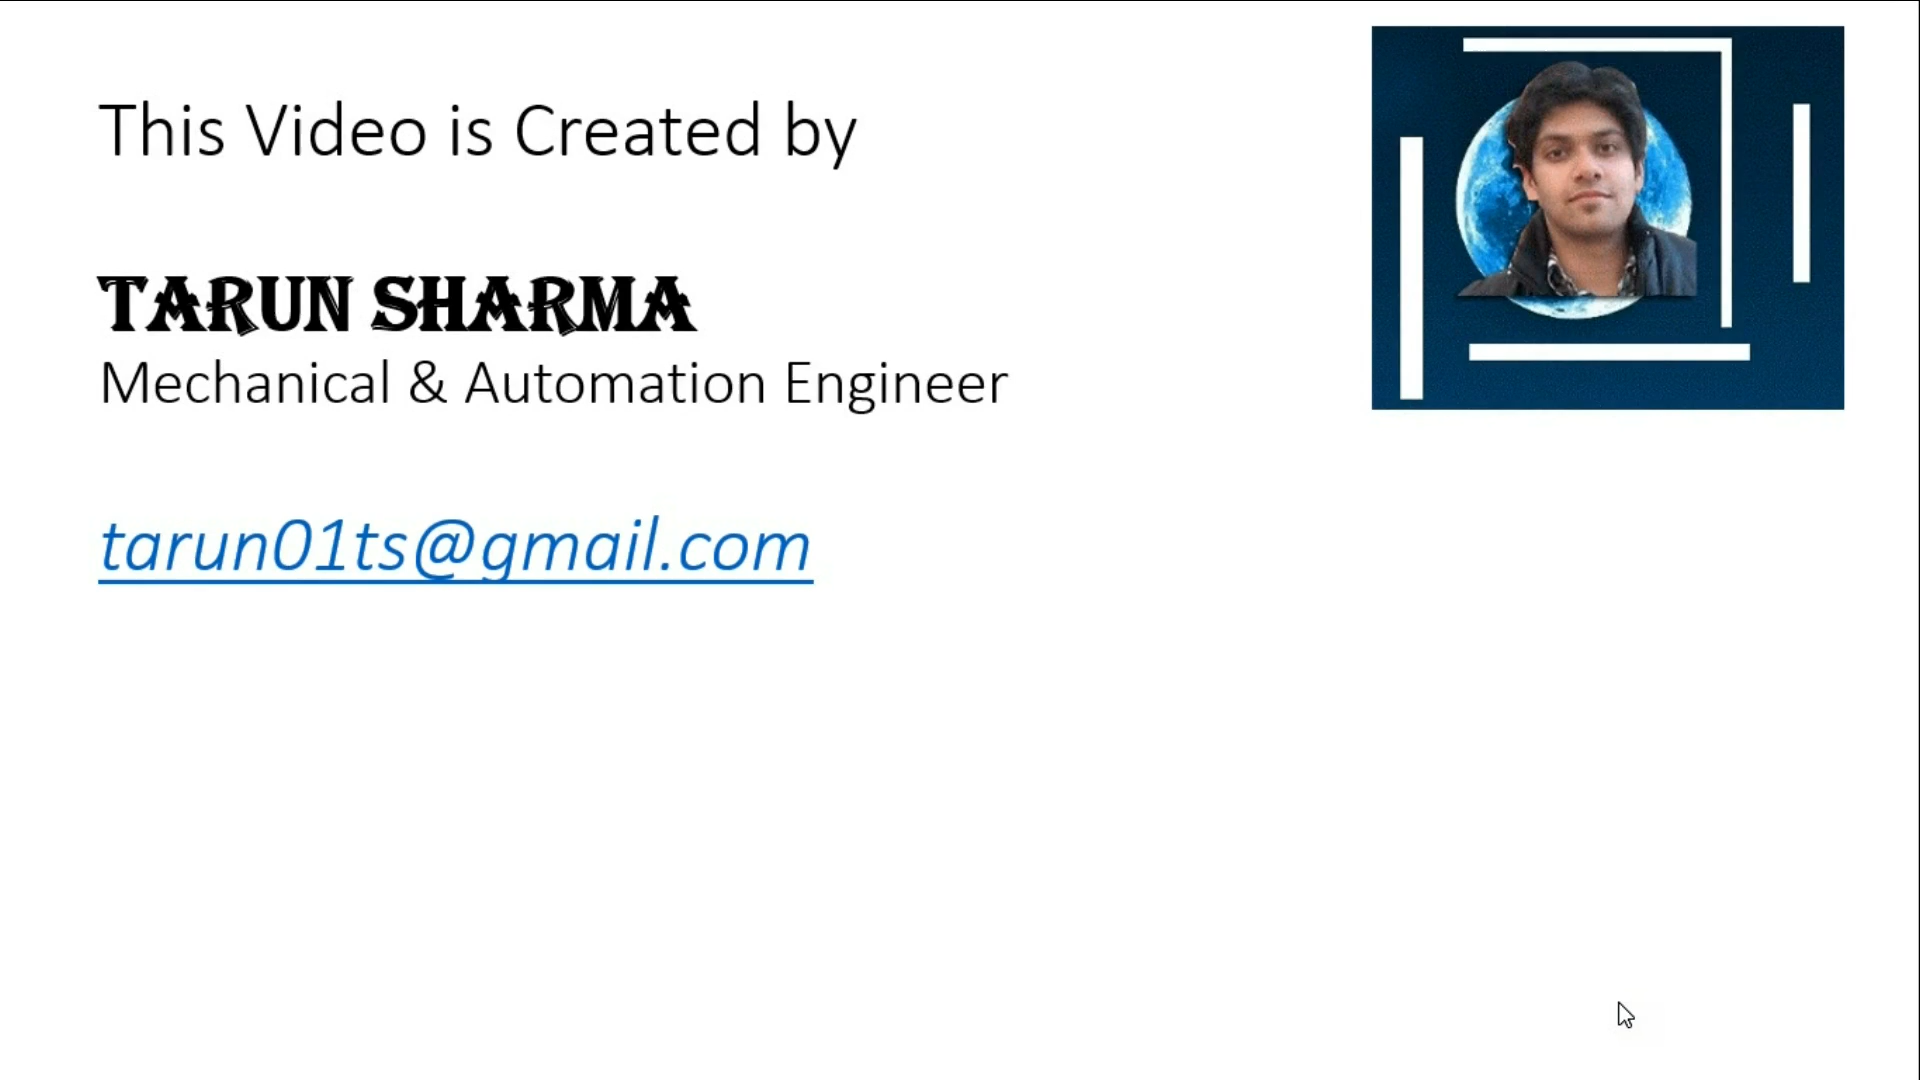 This Video is Created by
TARUN SHARMA
Mechanical & Automation Engineer
tarun01ts@gmail.com